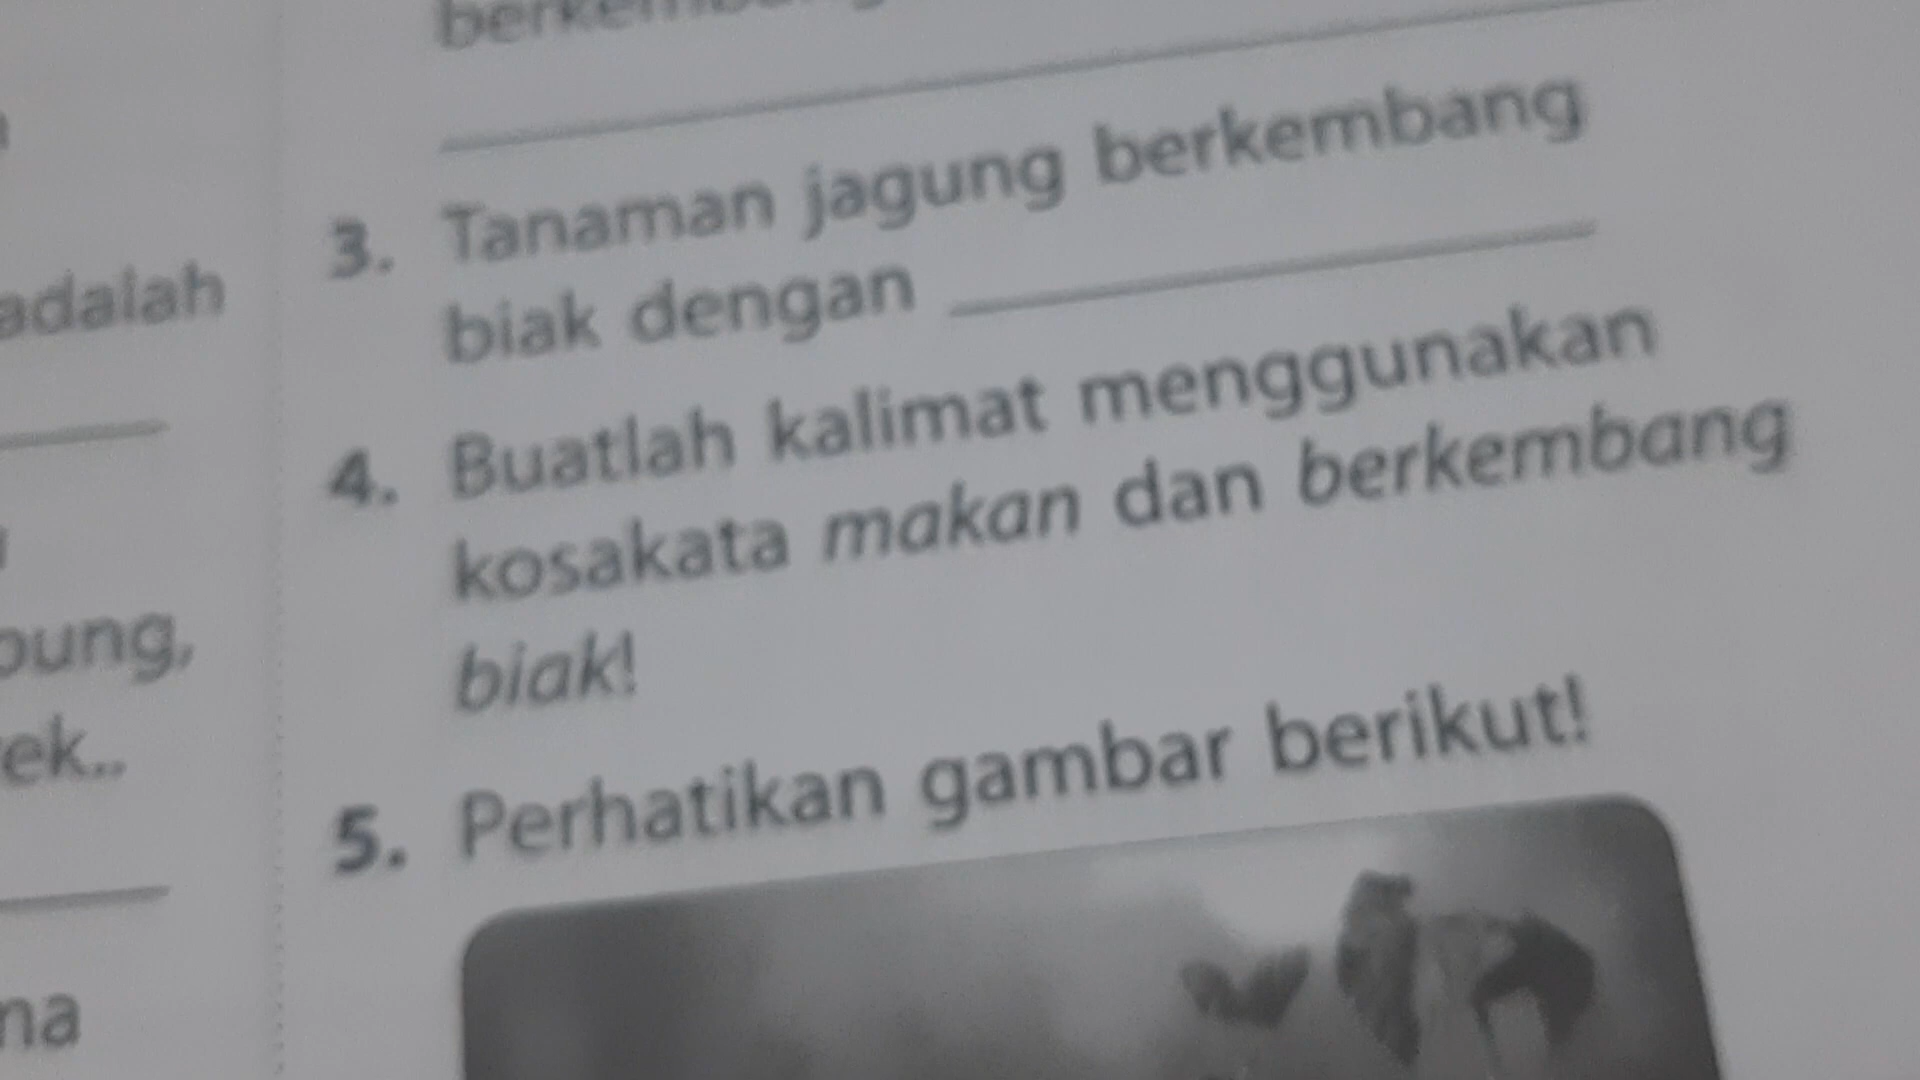 adalah
ek..
3. Tanaman jagung berkembang
biak dengan
4. Buatlah kalimat menggunakan
kosakata makan dan berkembang
biak!
5. Perhatikan gambar berikut!